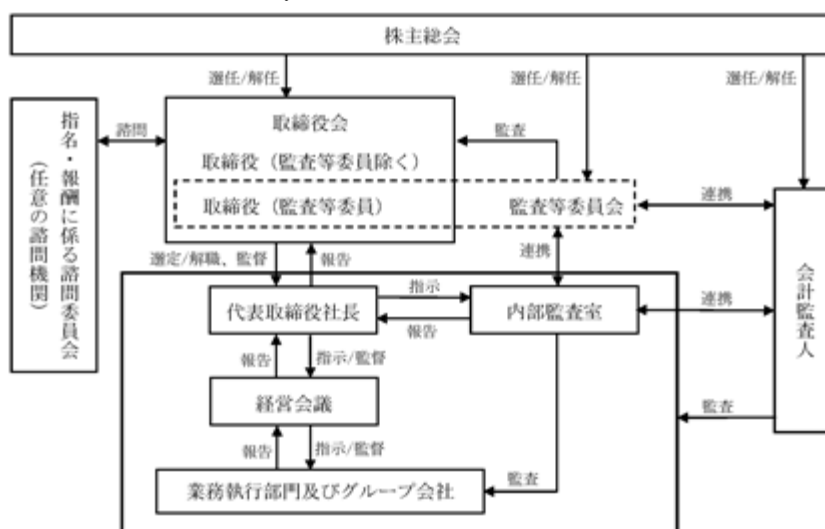 株主総会
選任/解任
選任/解任
選任/解任
指名・報酬に係る諮問委員会
（任意の諮問機関）
諮問
取締役会
監査
取締役（監査等委員除く）
取締役（監査等委員）
監査等委員会
連携
選定/解職、監督
報告
連携
会計監査人
代表取締役社長
指示
報告
内部監査室
連携
報告
指示/監督
経営会議
監査
報告
指示/監督
業務執行部門及びグループ会社
監査